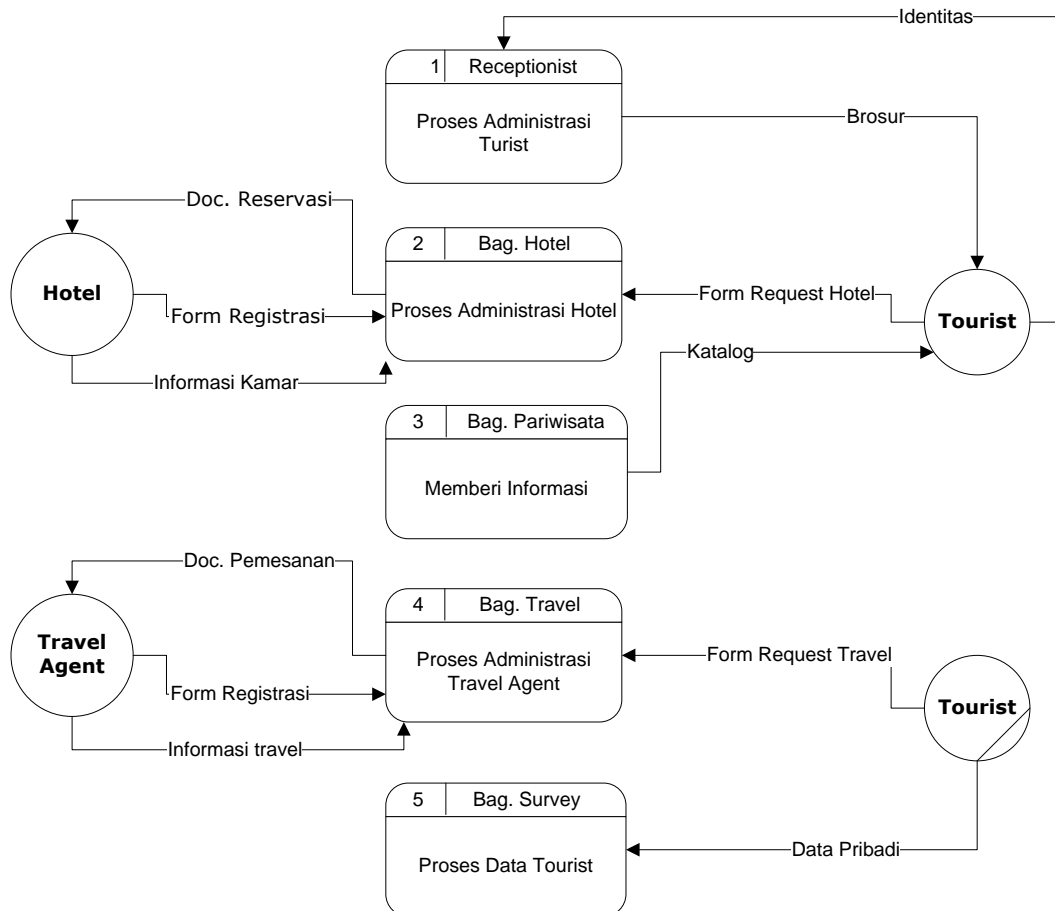 Identitas
1 Receptionist
Proses Administrasi
Turist
Brosur
Doc. Reservasi
2 Bag. Hotel
Hotel
Form Request Hotel
Form Registrasi
Proses Administrasi Hotel
Tourist
Katalog
Informasi Kamar
3 Bag. Pariwisata
Memberi Informasi
Doc. Pemesanan
4 Bag. Travel
Travel
Agent
Proses Administrasi
Travel Agent
Form Request Travel
Form Registrasi
Tourist
Informasi travel
5 Bag. Survey
Proses Data Tourist
Data Pribadi